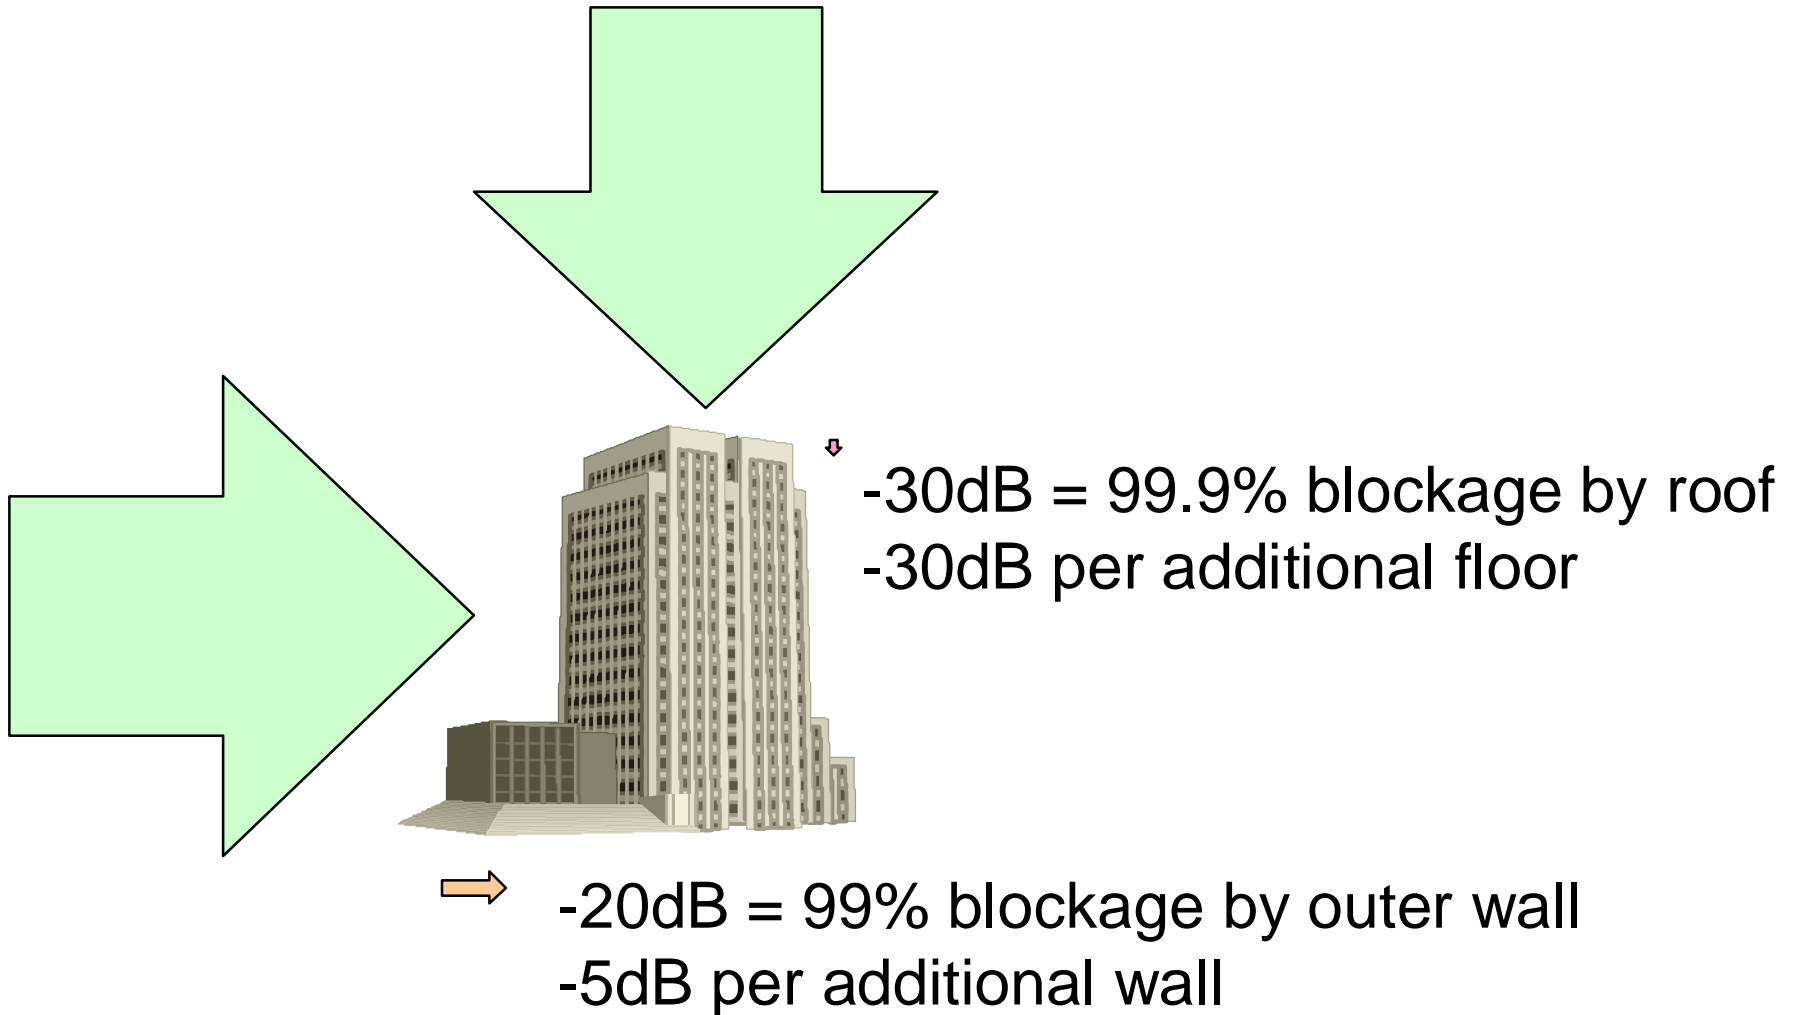 -30dB = 99.9% blockage by roof
-30dB per additional floor
-20dB = 99% blockage by outer wall
-5dB per additional wall